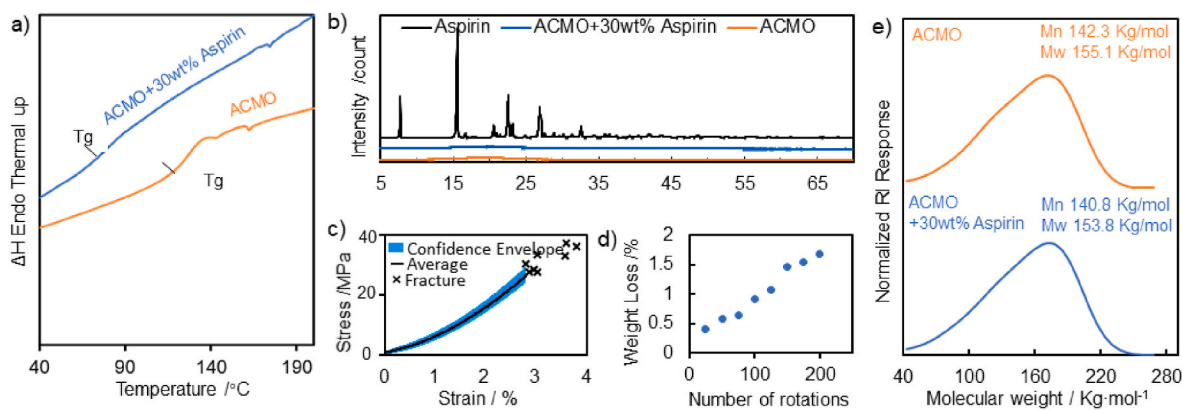 a)
ΔH Endo Thermal up
ACMO+30wt% Aspirin
ACMO
Tg
Tg
40 90 140 190
Temperature /°C
b)
Intensity /count
Aspirin ACMO+30wt% Aspirin ACMO
5 15 25 35 45 55 65
c)
Stress /MPa
40
20
0
Confidence Envelope
Average
Fracture
0 1 2 3 4
Strain / %
d)
Weight Loss /%
2
1.5
1
0.5
0
0 100 200
Number of rotations
e)
Normalized RI Response
ACMO
Mn 142.3 Kg/mol
Mw 155.1 Kg/mol
ACMO
+30wt% Aspirin
Mn 140.8 Kg/mol
Mw 153.8 Kg/mol
40 100 160 220 280
Molecular weight / Kg·mol⁻¹